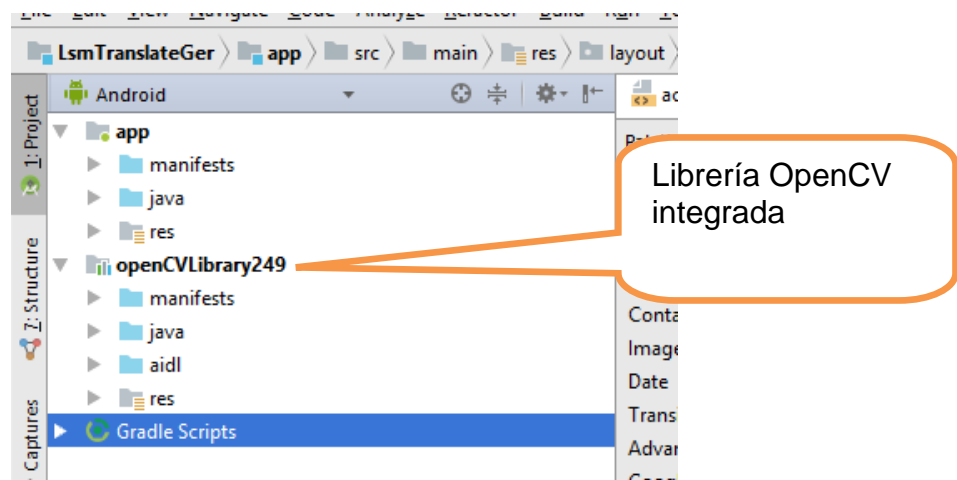 LsmTranslateGer app src main res layout
1: Project
Android
app
manifests
java
res
openCVLibrary249
manifests
java
aidl
res
Gradle Scripts
7: Structure
Captures
Librería OpenCV
integrada
Conta
Image
Date
Trans
Advan